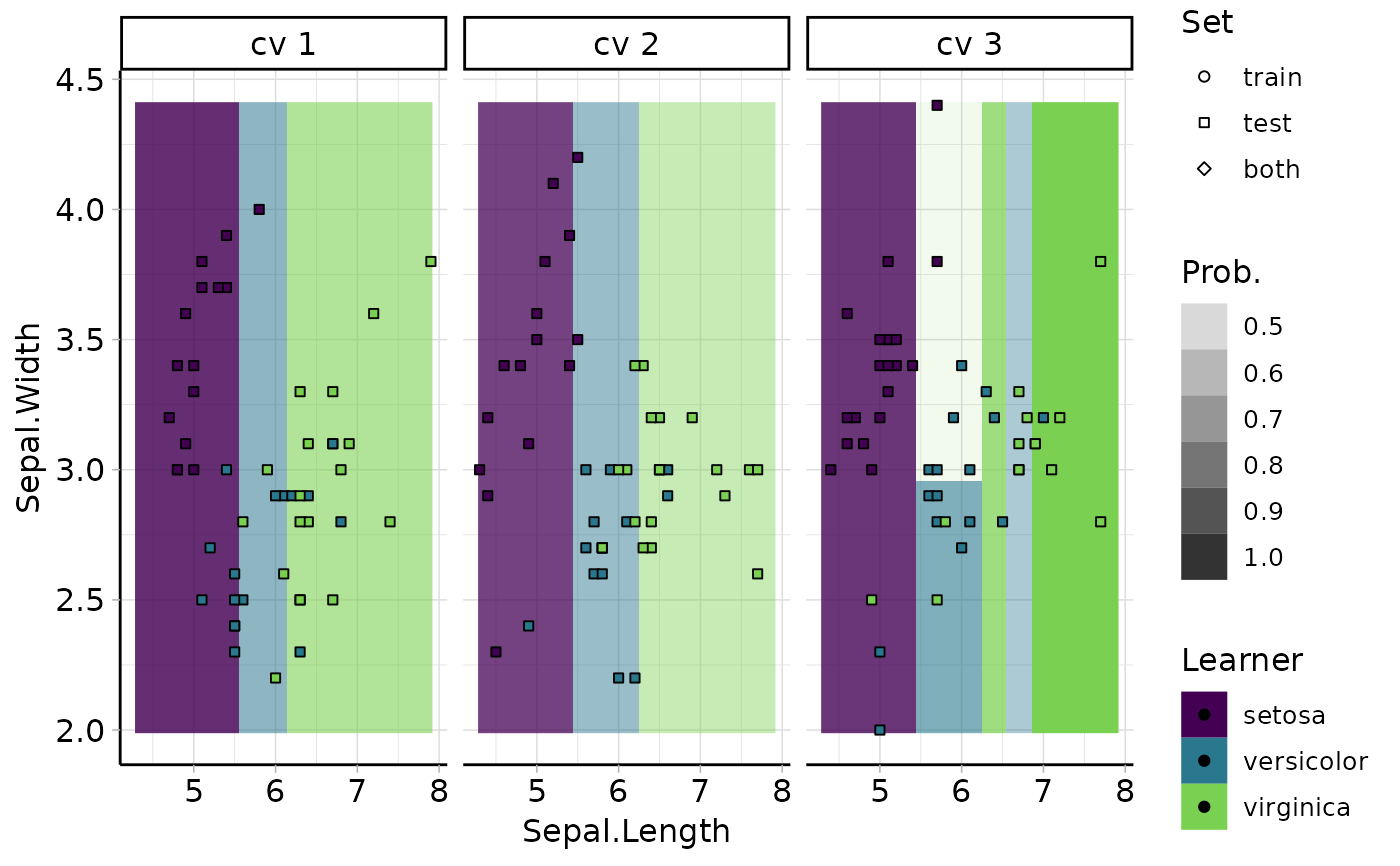 cv 1
cv 2
cv 3
4.5
4.0
3.5
3.0
2.5
2.0
Sepal.Width
5 6 7 8
5 6 7 8
5 6 7 8
Sepal.Length
Set
train
test
both
Prob.
0.5
0.6
0.7
0.8
0.9
1.0
Learner
setosa
versicolor
virginica